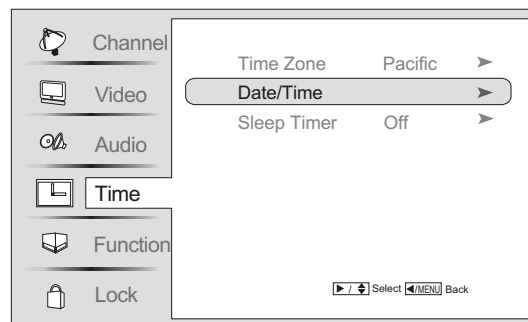 Channel
Video
Audio
Time
Function
Lock
Time Zone Pacific
Date/Time
Sleep Timer Off
/ Select /MENU Back